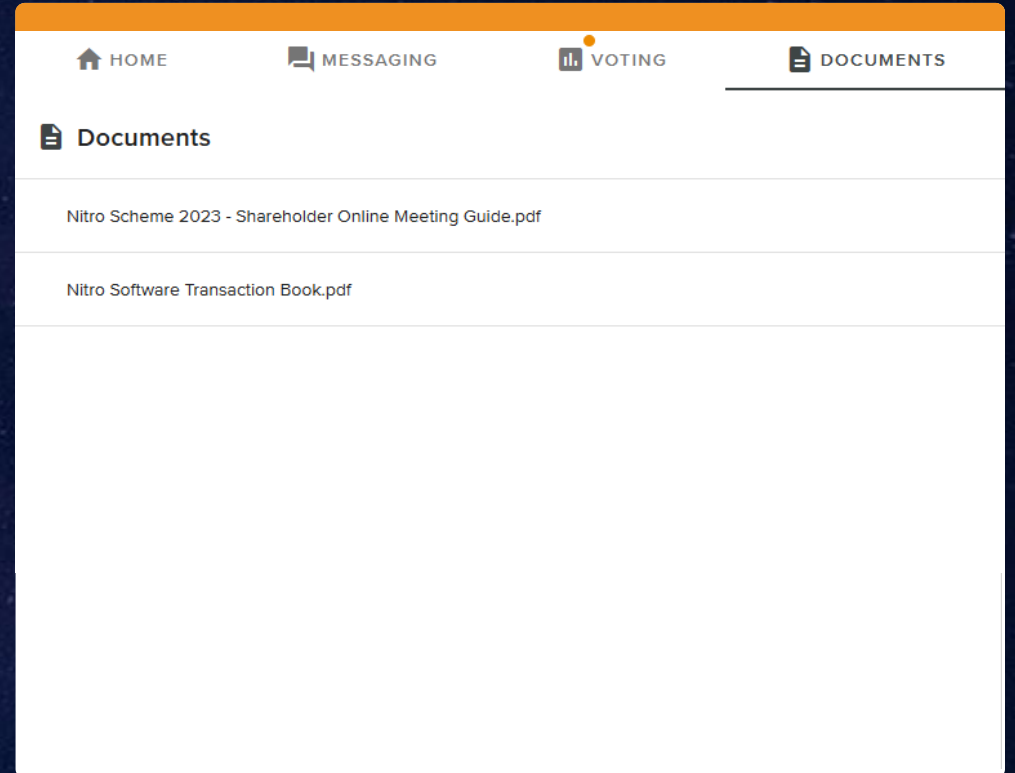 HOME MESSAGING VOTING DOCUMENTS
Documents
Nitro Scheme 2023 - Shareholder Online Meeting Guide.pdf
Nitro Software Transaction Book.pdf